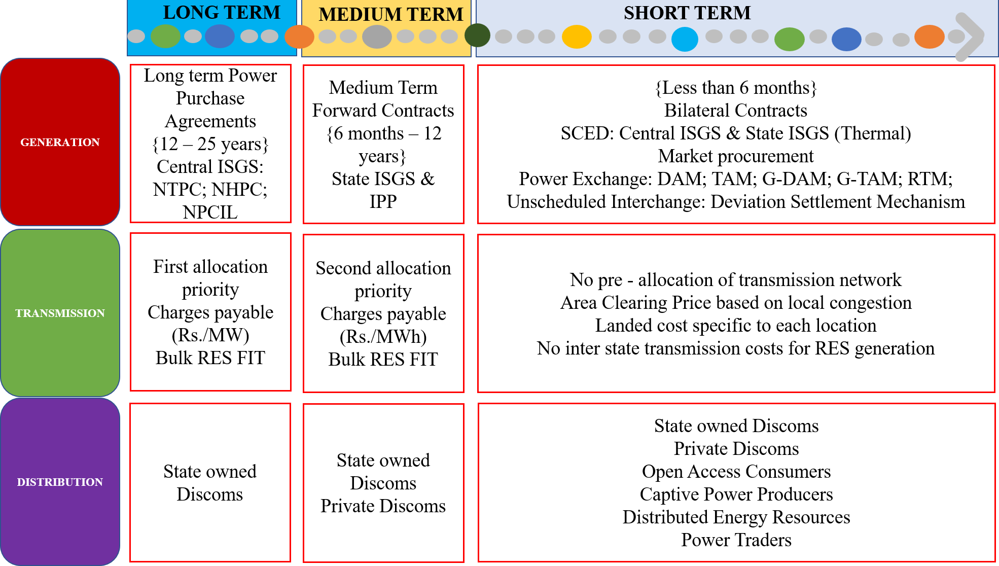 LONG TERM
MEDIUM TERM
SHORT TERM
GENERATION
Long term Power
Purchase
Agreements
{12 – 25 years}
Central ISGS:
NTPC; NHPC;
NPCIL
Medium Term
Forward Contracts
{6 months – 12
years}
State ISGS &
IPP
{Less than 6 months}
Bilateral Contracts
SCED: Central ISGS & State ISGS (Thermal)
Market procurement
Power Exchange: DAM; TAM; G-DAM; G-TAM; RTM;
Unscheduled Interchange: Deviation Settlement Mechanism
TRANSMISSION
First allocation
priority
Charges payable
(Rs./MW)
Bulk RES FIT
Second allocation
priority
Charges payable
(Rs./MWh)
Bulk RES FIT
No pre - allocation of transmission network
Area Clearing Price based on local congestion
Landed cost specific to each location
No inter state transmission costs for RES generation
DISTRIBUTION
State owned
Discoms
State owned
Discoms
Private Discoms
State owned Discoms
Private Discoms
Open Access Consumers
Captive Power Producers
Distributed Energy Resources
Power Traders